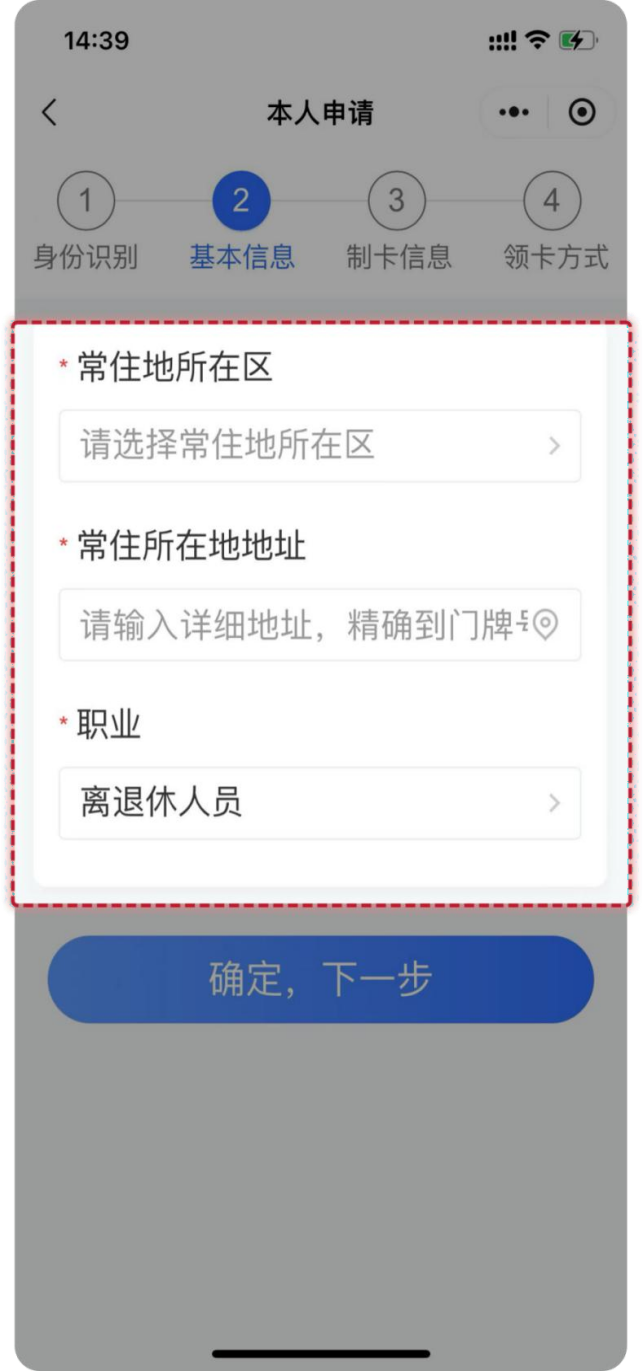 14:39
本人申请
1
2
3
4
身份识别
基本信息
制卡信息
领卡方式
* 常住地所在区
请选择常住地所在区
* 常住所在地地址
请输入详细地址，精确到门牌
* 职业
离退休人员
确定，下一步